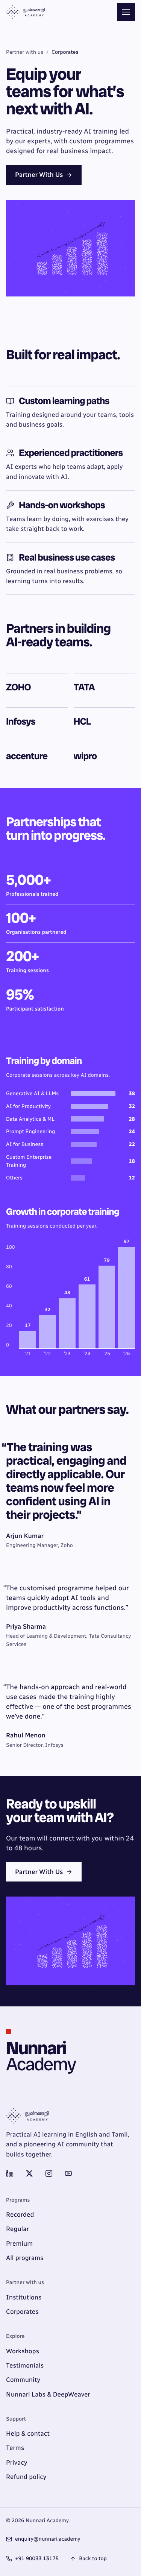 நுண்ணறி
ACADEMY
Partner with us › Corporates
Equip your
teams for what's
next with AI.
Practical, industry-ready AI training led
by our experts, with custom programmes
designed for real business impact.
Partner With Us →
Built for real impact.
Custom learning paths
Training designed around your teams, tools
and business goals.
Experienced practitioners
AI experts who help teams adapt, apply
and innovate with AI.
Hands-on workshops
Teams learn by doing, with exercises they
take straight back to work.
Real business use cases
Grounded in real business problems, so
learning turns into results.
Partners in building
AI-ready teams.
ZOHO TATA
Infosys HCL
accenture wipro
Partnerships that
turn into progress.
5,000+
Professionals trained
100+
Organisations partnered
200+
Training sessions
95%
Participant satisfaction
Training by domain
Corporate sessions across key AI domains.
Generative AI & LLMs 38
AI for Productivity 32
Data Analytics & ML 28
Prompt Engineering 24
AI for Business 22
Custom Enterprise
Training 18
Others 12
Growth in corporate training
Training sessions conducted per year.
100
80
60
40
20
0
17
32
48
61
79
97
'21 '22 '23 '24 '25 '26
What our partners say.
“The training was
practical, engaging and
directly applicable. Our
teams now feel more
confident using AI in
their projects.”
Arjun Kumar
Engineering Manager, Zoho
“The customised programme helped our
teams quickly adopt AI tools and
improve productivity across functions.”
Priya Sharma
Head of Learning & Development, Tata Consultancy
Services
“The hands-on approach and real-world
use cases made the training highly
effective — one of the best programmes
we've done.”
Rahul Menon
Senior Director, Infosys
Ready to upskill
your team with AI?
Our team will connect with you within 24
to 48 hours.
Partner With Us →
Nunnari
Academy
நுண்ணறி
ACADEMY
Practical AI learning in English and Tamil,
and a pioneering AI community that
builds together.
Programs
Recorded
Regular
Premium
All programs
Partner with us
Institutions
Corporates
Explore
Workshops
Testimonials
Community
Nunnari Labs & DeepWeaver
Support
Help & contact
Terms
Privacy
Refund policy
© 2026 Nunnari Academy.
enquiry@nunnari.academy
+91 90033 13175 ↑ Back to top